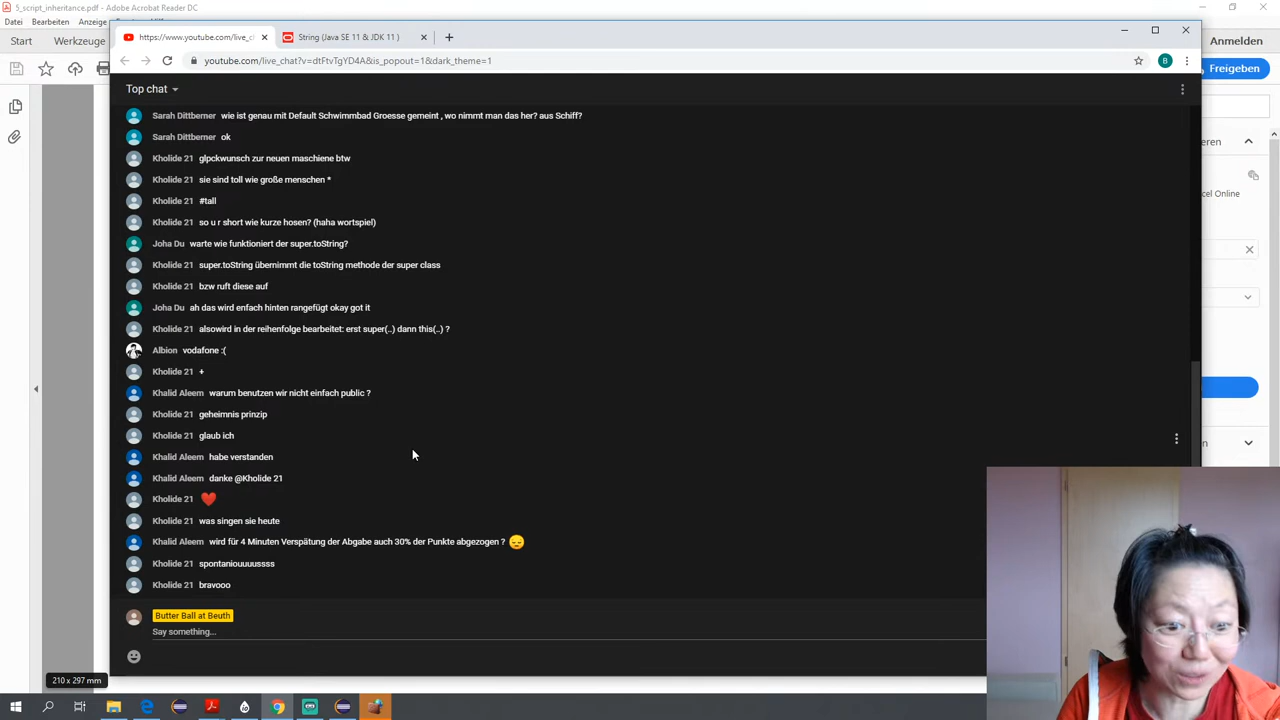 5_script_inheritance.pdf - Adobe Acrobat Reader DC
Datei Bearbeiten Anzeige
Start Werkzeuge
Anmelden
https://www.youtube.com/live_c
String (Java SE 11 & JDK 11 )
youtube.com/live_chat?v=dtFtvTgYD4A&is_popout=1&dark_theme=1
B
Freigeben
Top chat
Sarah Dittberner wie ist genau mit Default Schwimmbad Groesse gemeint , wo nimmt man das her? aus Schiff?
Sarah Dittberner ok
Kholide 21 glpckwunsch zur neuen maschiene btw
Kholide 21 sie sind toll wie große menschen *
Kholide 21 #tall
Kholide 21 so u r short wie kurze hosen? (haha wortspiel)
Joha Du warte wie funktioniert der super.toString?
Kholide 21 super.toString übernimmt die toString methode der super class
Kholide 21 bzw ruft diese auf
Joha Du ah das wird enfach hinten rangefügt okay got it
Kholide 21 alsowird in der reihenfolge bearbeitet: erst super(..) dann this(..) ?
Albion vodafone :(
Kholide 21 +
Khalid Aleem warum benutzen wir nicht einfach public ?
Kholide 21 geheimnis prinzip
Kholide 21 glaub ich
Khalid Aleem habe verstanden
Khalid Aleem danke @Kholide 21
Kholide 21 ❤
Kholide 21 was singen sie heute
Khalid Aleem wird für 4 Minuten Verspätung der Abgabe auch 30% der Punkte abgezogen ? 😔
Kholide 21 spontaniouuuussss
Kholide 21 bravooo
Butter Ball at Beuth
Say something...
eren
cel Online
en
210 x 297 mm